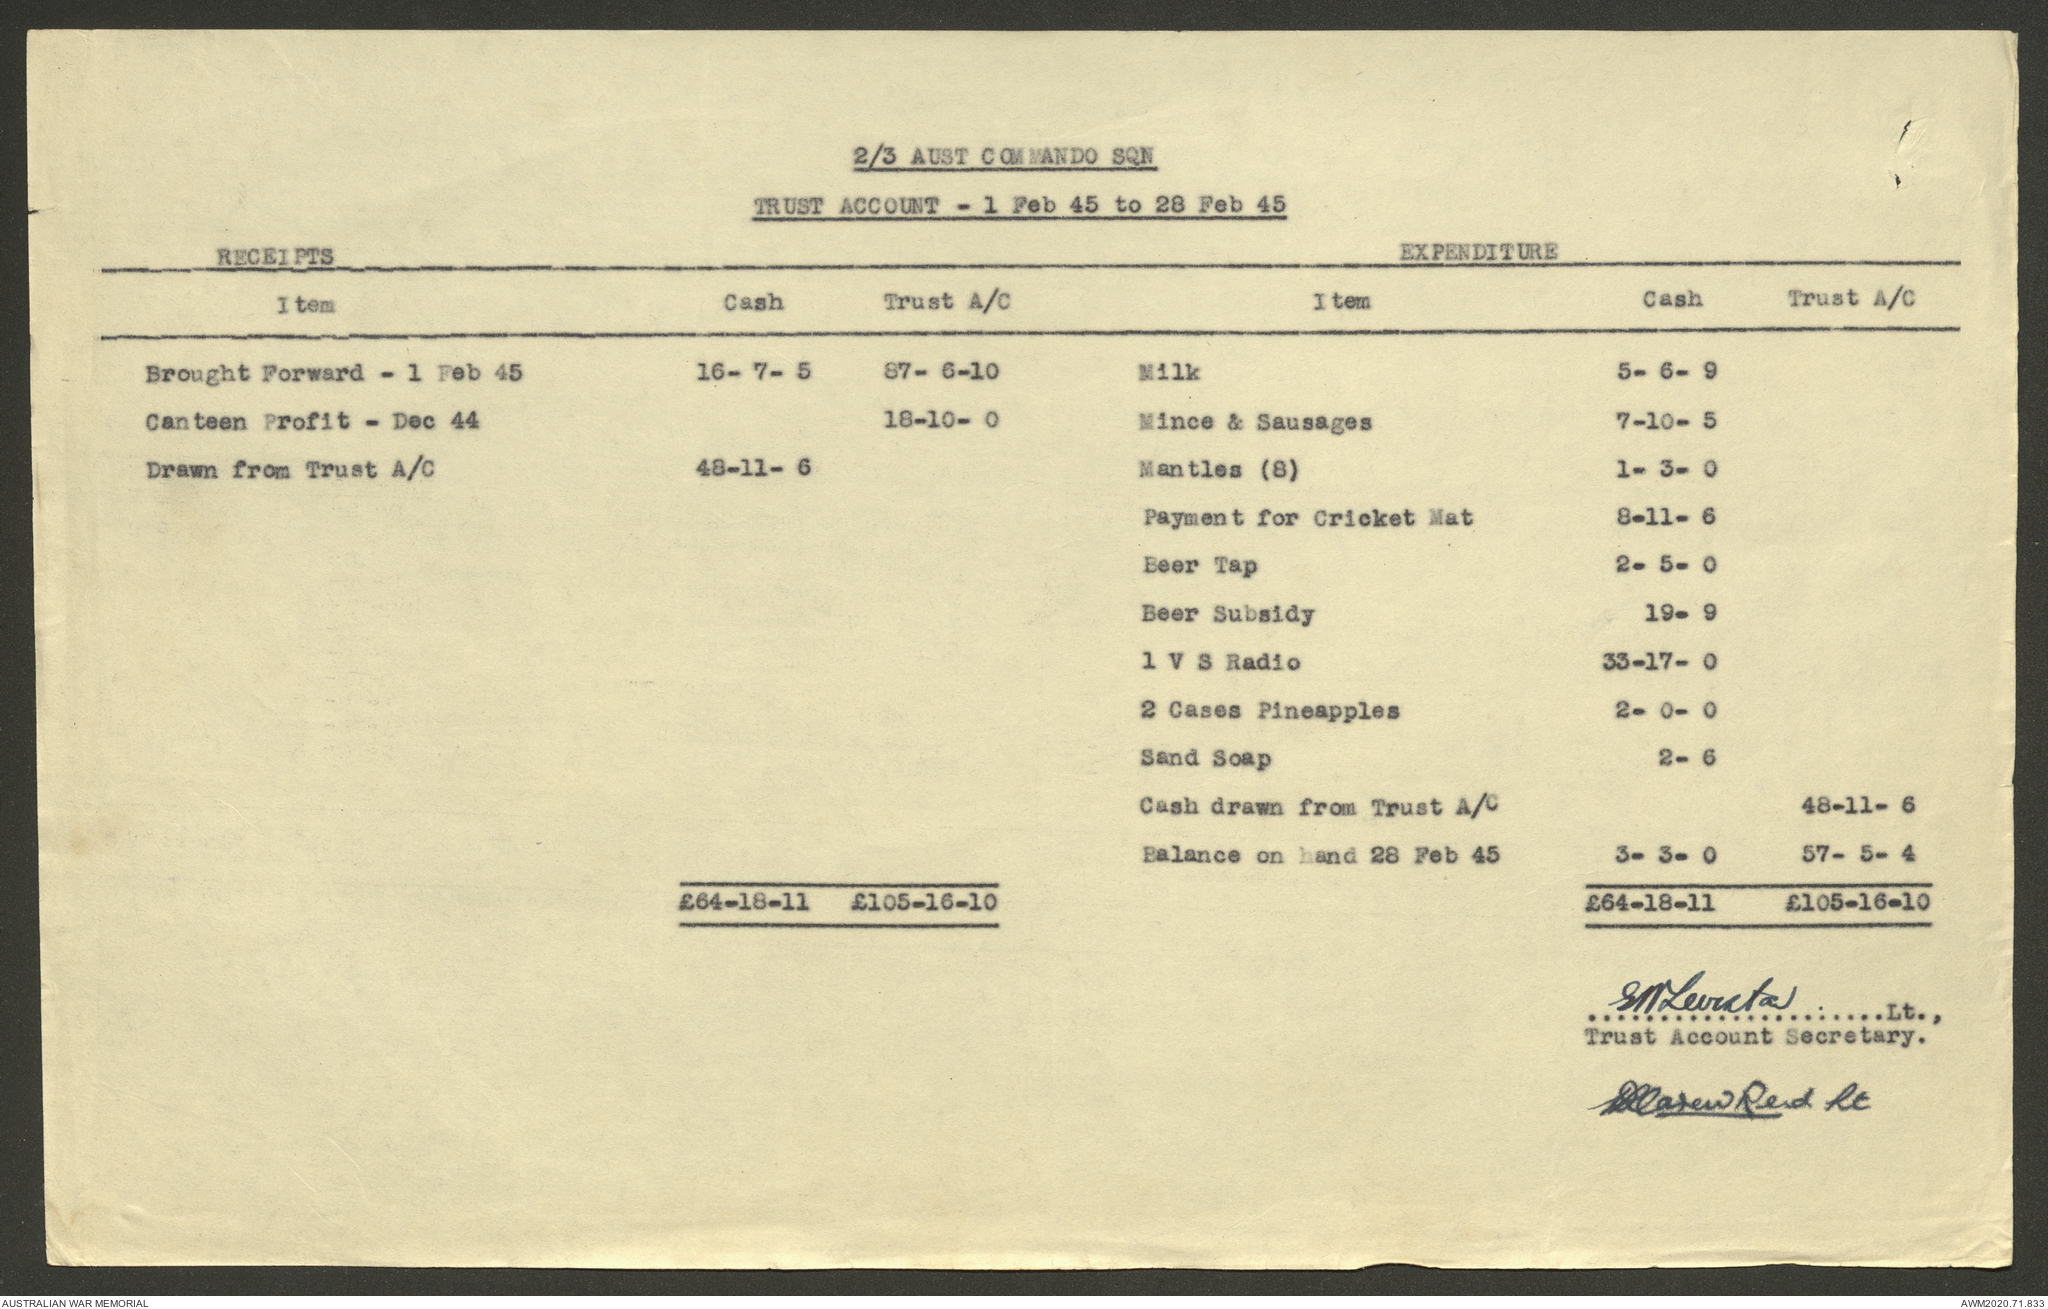 2/3 AUST COMMANDO SQN
TRUST ACCOUNT - 1 Feb 45 to 28 Feb 45
RECEIPTS EXPENDITURE
Item Cash Trust A/C Item Cash Trust A/C
Brought Forward - 1 Feb 45 16- 7- 5 87- 6-10 Milk 5- 6- 9
Canteen Profit - Dec 44 18-10- 0 Mince & Sausages 7-10- 5
Drawn from Trust A/C 48-11- 6 Mantles (8) 1- 3- 0
Payment for Cricket Mat 8-11- 6
Beer Tap 2- 5- 0
Beer Subsidy 19- 9
1 V S Radio 33-17- 0
2 Cases Pineapples 2- 0- 0
Sand Soap 2- 6
Cash drawn from Trust A/C 48-11- 6
Balance on hand 28 Feb 45 3- 3- 0 57- 5- 4
£64-18-11 £105-16-10 £64-18-11 £105-16-10
Lt.,
Trust Account Secretary.
Reid Lt
AUSTRALIAN WAR MEMORIAL AWM2020.71.833